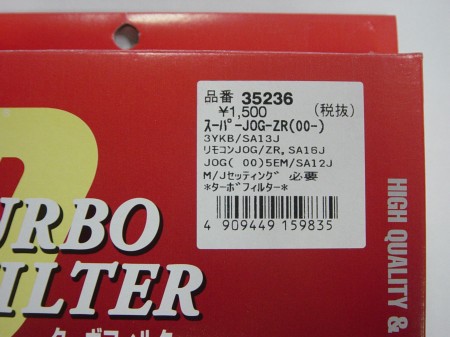 品番 35236
¥1,500 (税抜)
ｽｰﾊﾟｰJOG-ZR(00-)
3YKB/SA13J
ﾘﾓｺﾝJOG/ZR,SA16J
JOG( 00)5EM/SA12J
M/Jｾｯﾃｨﾝｸﾞ 必要
*ﾀｰﾎﾞﾌｨﾙﾀｰ*
4 909449 159835
URBO
ILTER
HIGH QUALITY &